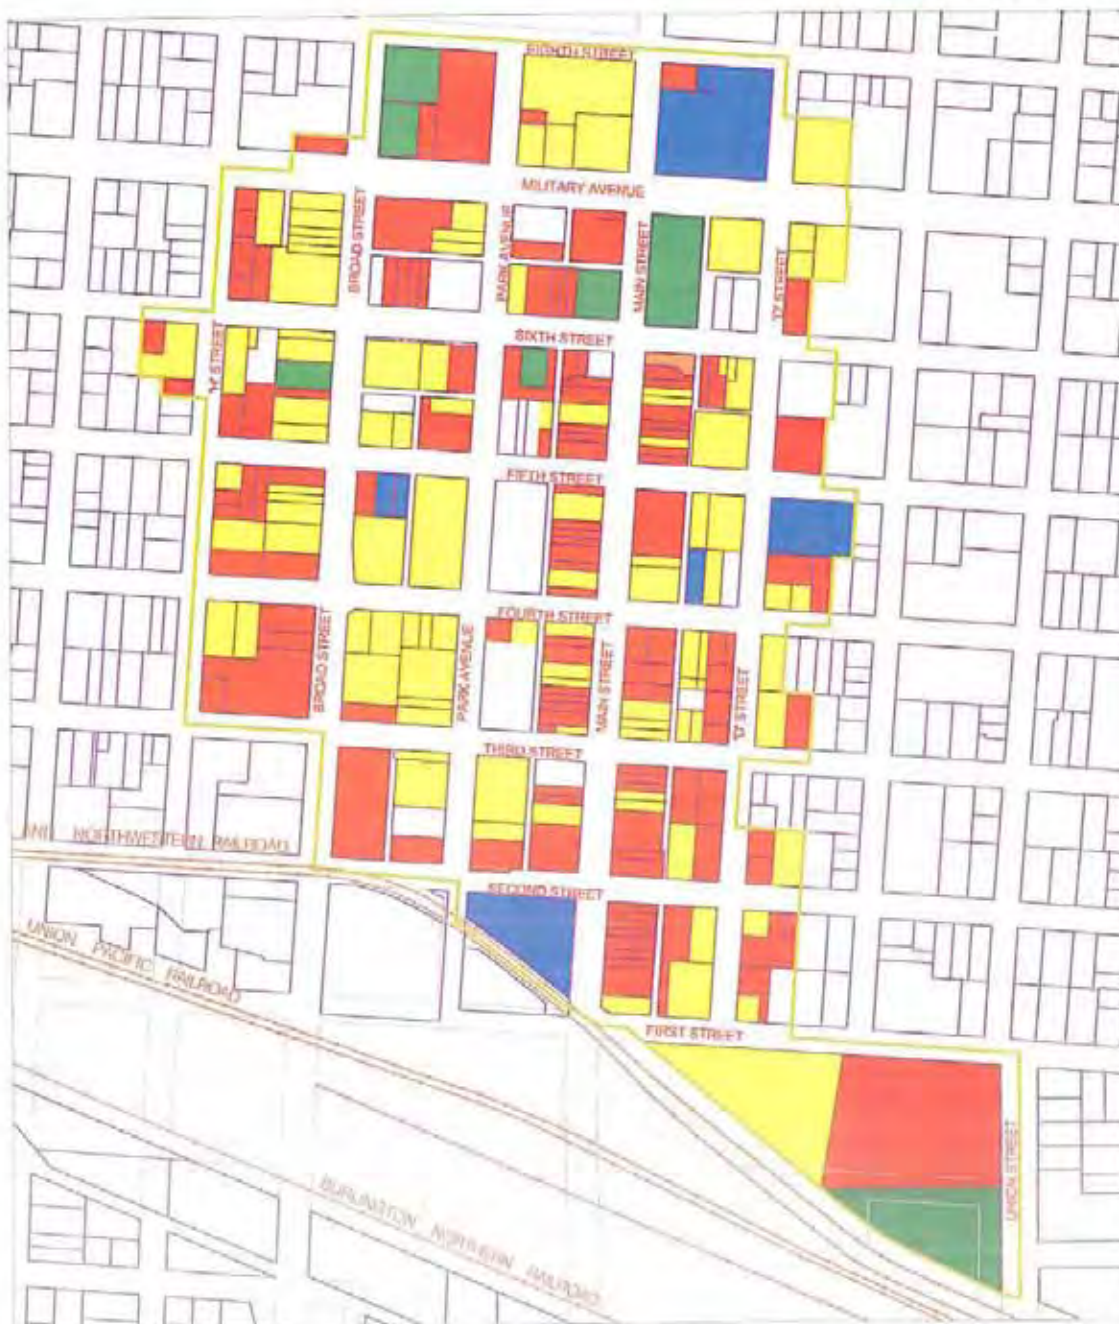 EIGHTH STREET
MILITARY AVENUE
BROAD STREET
PARK AVENUE
MAIN STREET
"D" STREET
SIXTH STREET
"H" STREET
FIFTH STREET
FOURTH STREET
BROAD STREET
PARK AVENUE
MAIN STREET
"D" STREET
THIRD STREET
NORTHWESTERN RAILROAD
SECOND STREET
UNION PACIFIC RAILROAD
FIRST STREET
UNION STREET
BURLINGTON NORTHERN RAILROAD